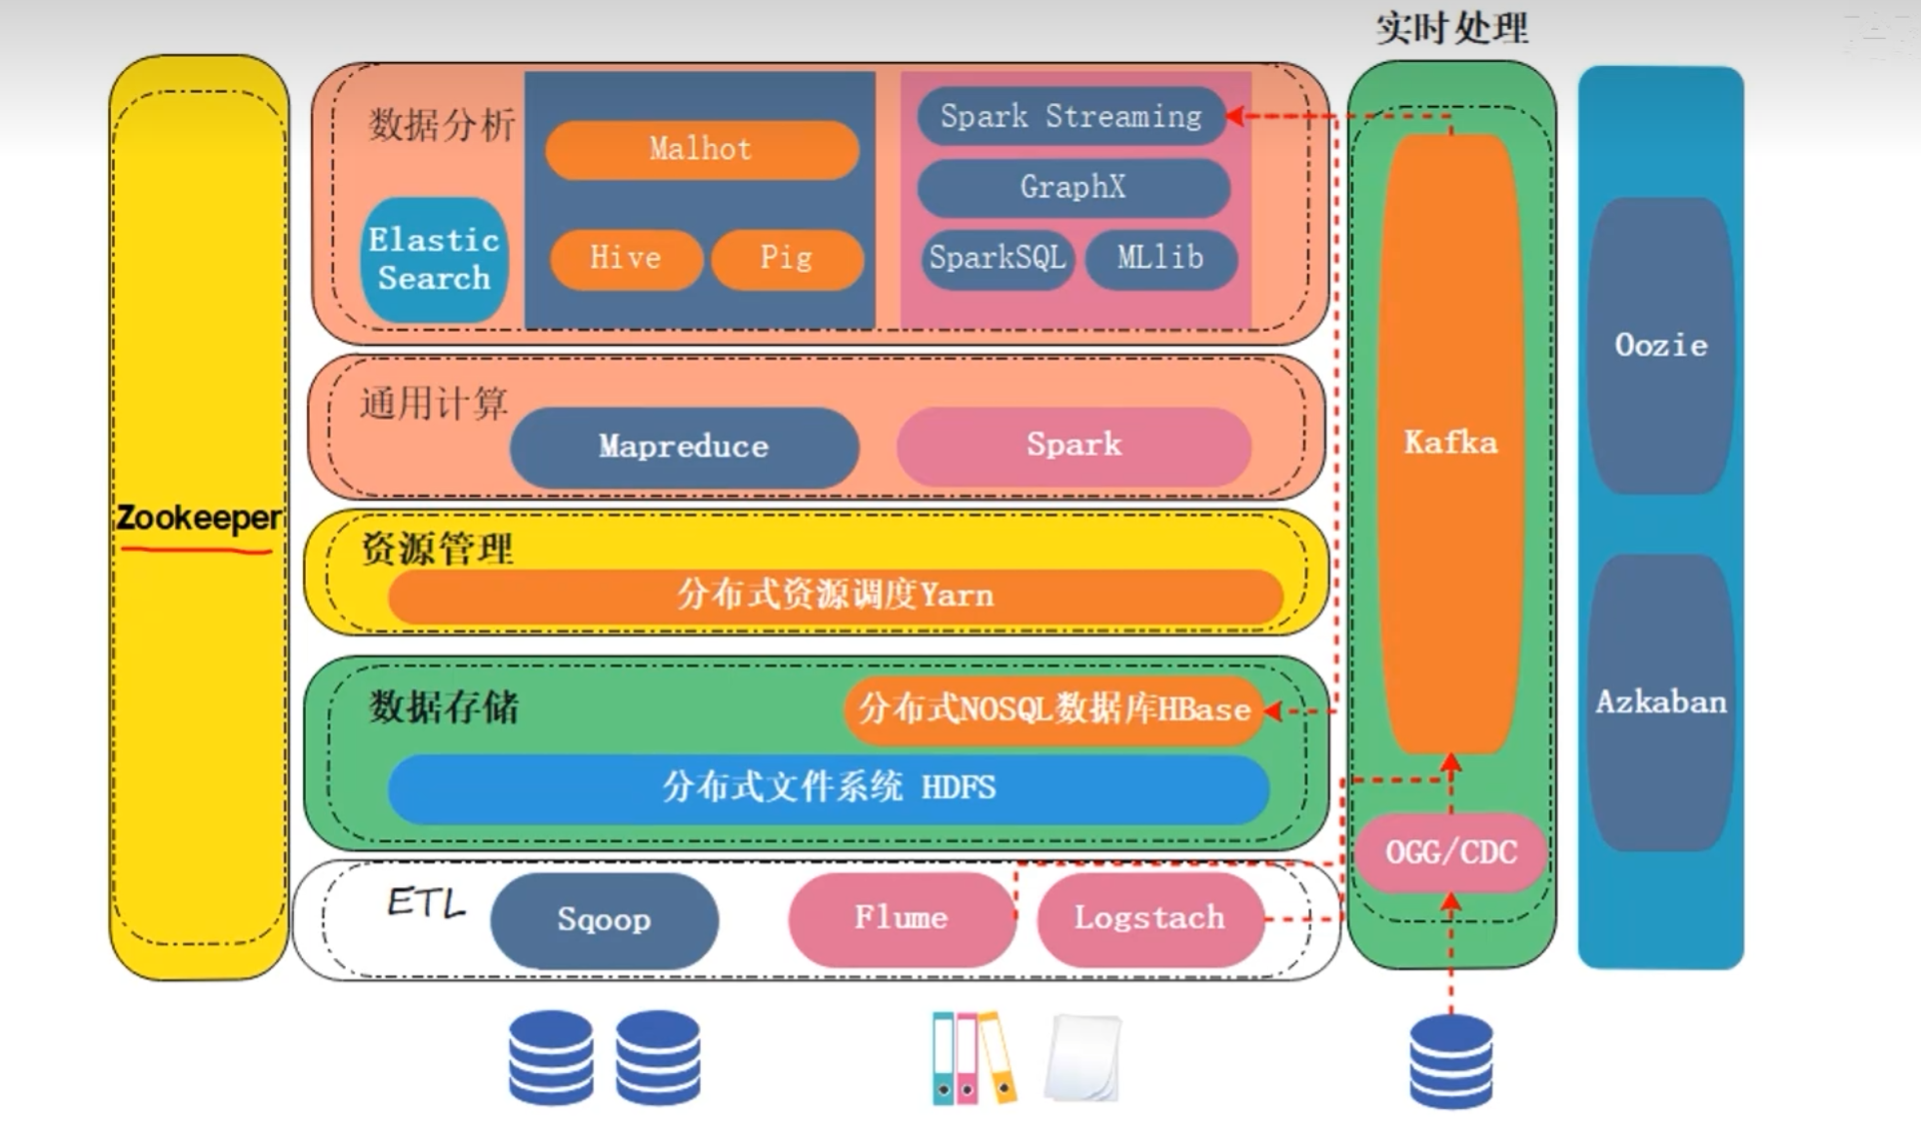 实时处理
Zookeeper
数据分析
Malhot
Hive
Pig
Elastic
Search
Spark Streaming
GraphX
SparkSQL
MLlib
通用计算
Mapreduce
Spark
资源管理
分布式资源调度Yarn
数据存储
分布式NOSQL数据库HBase
分布式文件系统 HDFS
ETL
Sqoop
Flume
Logstach
Kafka
OGG/CDC
Oozie
Azkaban